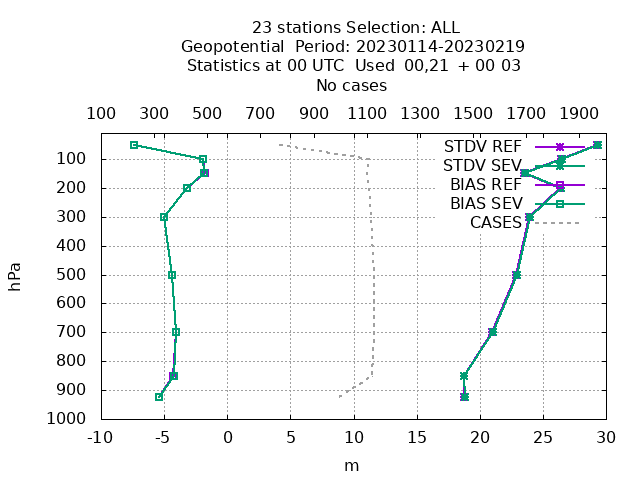 23 stations Selection: ALL
Geopotential  Period: 20230114-20230219
Statistics at 00 UTC  Used  00,21  + 00 03
No cases
100 300 500 700 900 1100 1300 1500 1700 1900
STDV REF
STDV SEV
BIAS REF
BIAS SEV
CASES
100
200
300
400
500
600
700
800
900
1000
hPa
-10 -5 0 5 10 15 20 25 30
m